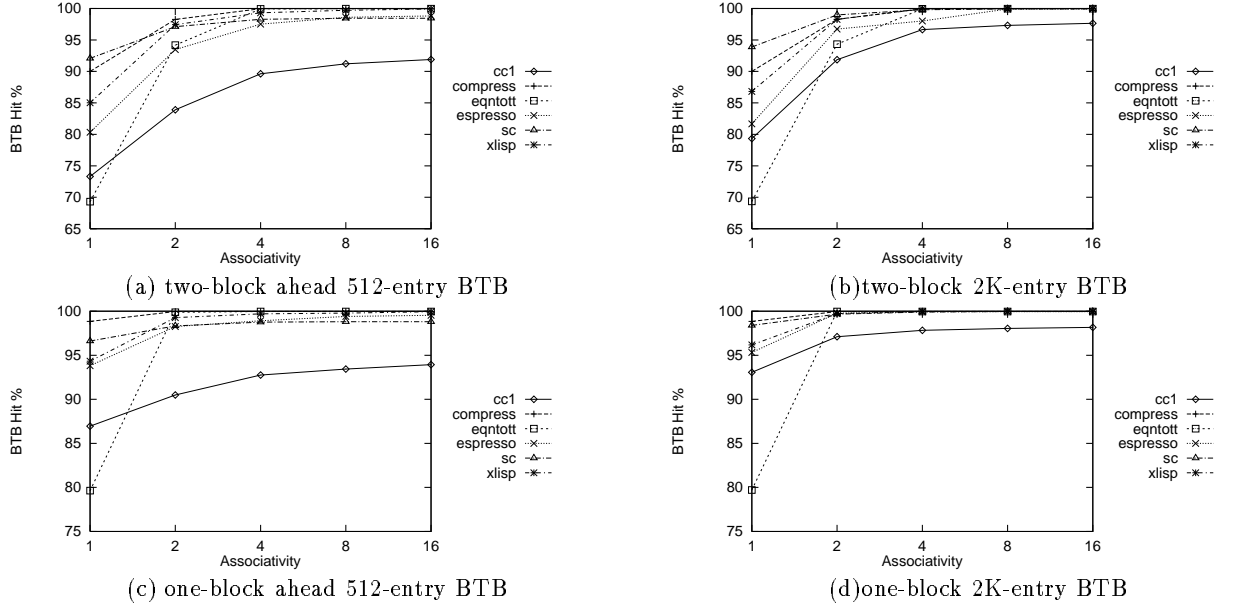 100
95
90
85
80
75
70
65
BTB Hit %
1 2 4 8 16
Associativity
cc1
compress
eqntott
espresso
sc
xlisp
(a) two-block ahead 512-entry BTB
100
95
90
85
80
75
70
65
BTB Hit %
1 2 4 8 16
Associativity
cc1
compress
eqntott
espresso
sc
xlisp
(b)two-block 2K-entry BTB
100
95
90
85
80
75
BTB Hit %
1 2 4 8 16
Associativity
cc1
compress
eqntott
espresso
sc
xlisp
(c) one-block ahead 512-entry BTB
100
95
90
85
80
75
BTB Hit %
1 2 4 8 16
Associativity
cc1
compress
eqntott
espresso
sc
xlisp
(d)one-block 2K-entry BTB